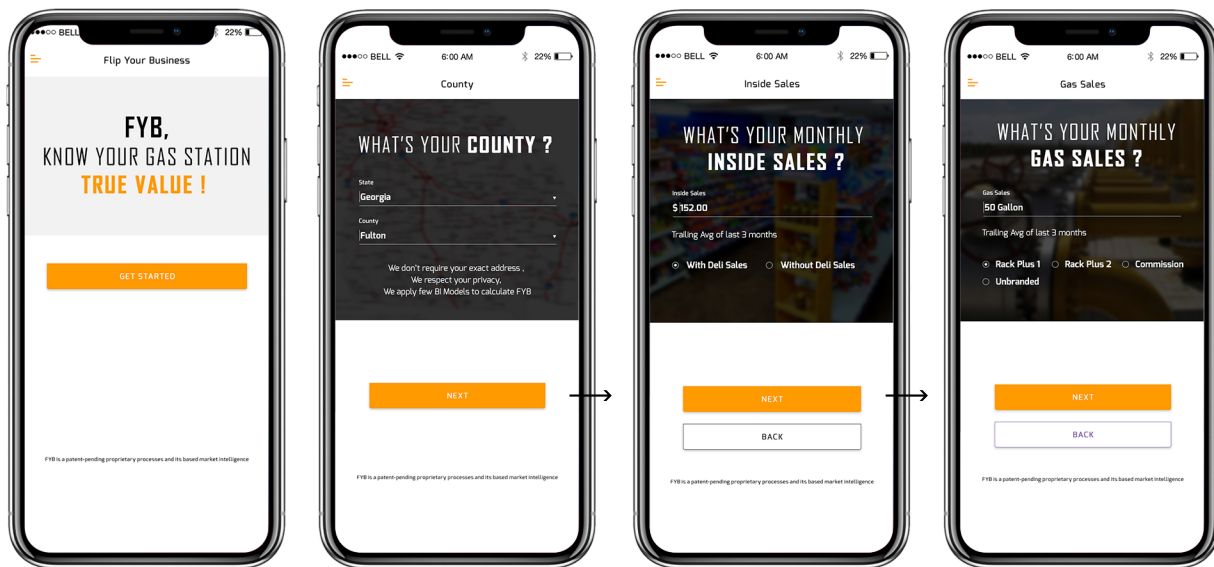 ●●●○○ BELL
22%
Flip Your Business
FYB,
KNOW YOUR GAS STATION
TRUE VALUE !
GET STARTED
FYB is a patent-pending proprietary processes and its based market intelligence
●●●○○ BELL 6:00 AM 22%
County
WHAT'S YOUR COUNTY ?
State
Georgia
County
Fulton
We don't require your exact address ,
We respect your privacy,
We apply few BI Models to calculate FYB
NEXT
FYB is a patent-pending proprietary processes and its based market intelligence
●●●○○ BELL 6:00 AM 22%
Inside Sales
WHAT'S YOUR MONTHLY
INSIDE SALES ?
Inside Sales
$ 152.00
Trailing Avg of last 3 months
With Deli Sales Without Deli Sales
NEXT
BACK
FYB is a patent-pending proprietary processes and its based market intelligence
●●●○○ BELL 6:00 AM 22%
Gas Sales
WHAT'S YOUR MONTHLY
GAS SALES ?
Gas Sales
50 Gallon
Trailing Avg of last 3 months
Rack Plus 1 Rack Plus 2 Commission
Unbranded
NEXT
BACK
FYB is a patent-pending proprietary processes and its based market intelligence